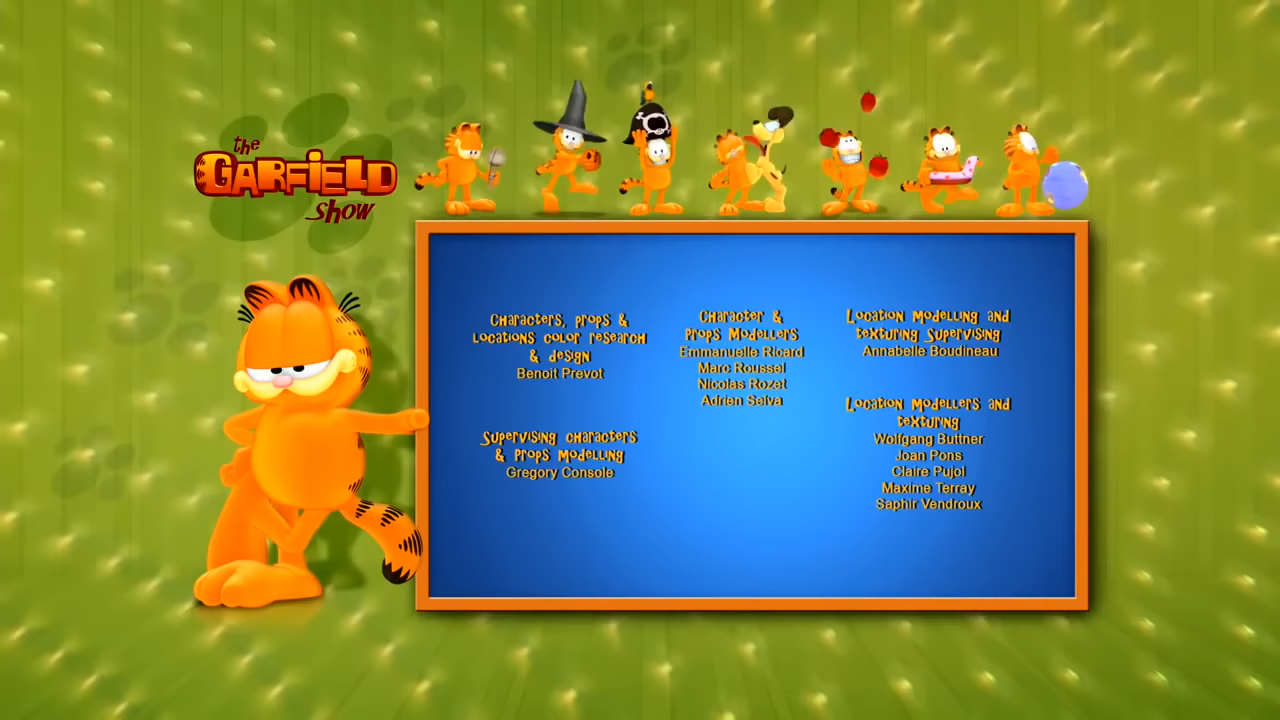 the
GARFiELD
show
Characters, props &
Locations color research
& design
Benoit Prevot
Supervising characters
& Props Modelling
Gregory Console
Character &
Props Modellers
Emmanuelle Ricard
Marc Roussel
Nicolas Rozet
Adrien Selva
Location Modelling and
texturing Supervising
Annabelle Boudineau
Location Modellers and
texturing
Wolfgang Buttner
Joan Pons
Claire Pujol
Maxime Terray
Saphir Vendroux